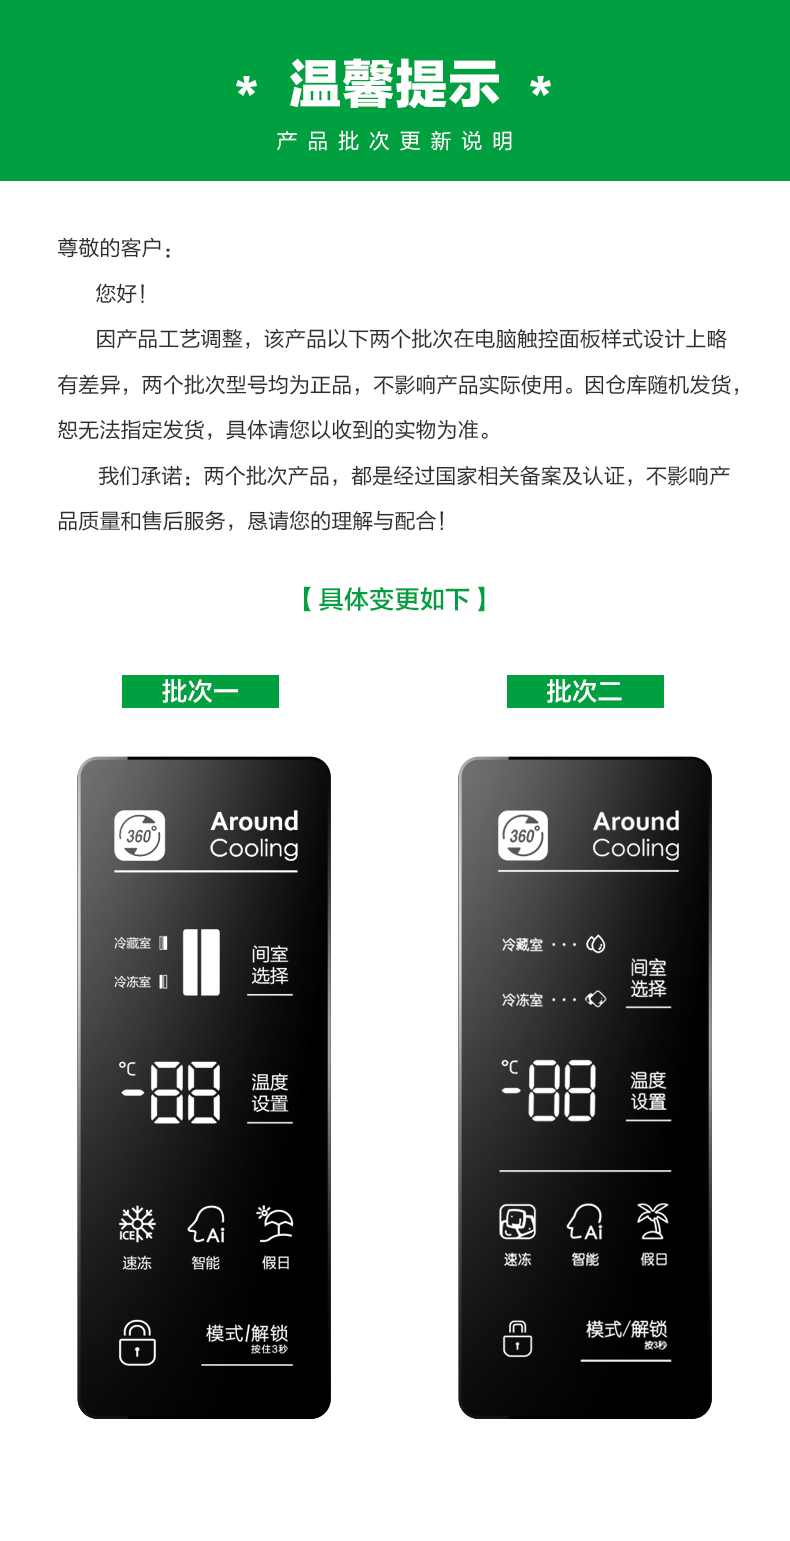 * 温馨提示 *
产品批次更新说明
尊敬的客户：
您好！
因产品工艺调整，该产品以下两个批次在电脑触控面板样式设计上略
有差异，两个批次型号均为正品，不影响产品实际使用。因仓库随机发货，
恕无法指定发货，具体请您以收到的实物为准。
我们承诺：两个批次产品，都是经过国家相关备案及认证，不影响产
品质量和售后服务，恳请您的理解与配合！
【具体变更如下】
批次一
360°
Around
Cooling
冷藏室
冷冻室
间室
选择
°C
-88
温度
设置
ICE
Ai
速冻
智能
假日
模式/解锁
按住3秒
批次二
360°
Around
Cooling
冷藏室 ···
冷冻室 ···
间室
选择
°C
-88
温度
设置
Ai
速冻
智能
假日
模式/解锁
按3秒